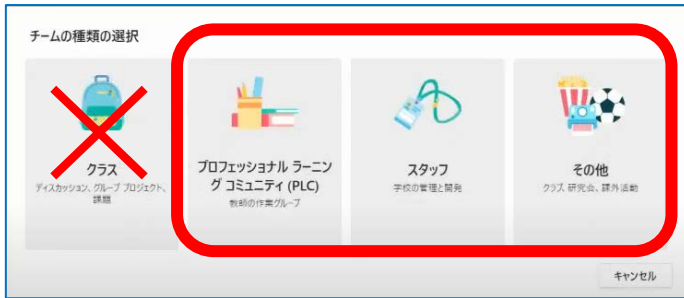 チームの種類の選択
クラス
ディスカッション、グループ プロジェクト、
課題
プロフェッショナル ラーニン
グ コミュニティ (PLC)
教師の作業グループ
スタッフ
学校の管理と開発
その他
クラブ, 研究会、課外活動
キャンセル